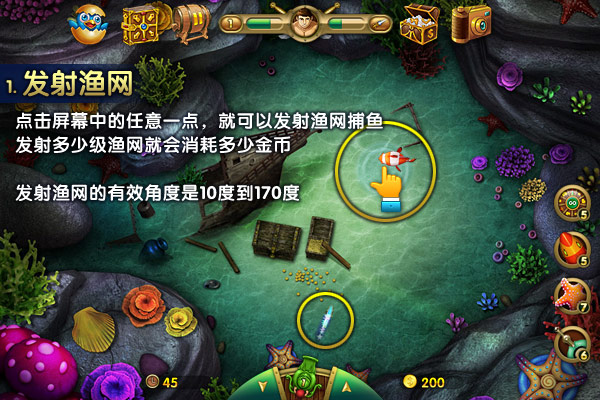 1
1. 发射渔网
点击屏幕中的任意一点，就可以发射渔网捕鱼
发射多少级渔网就会消耗多少金币
发射渔网的有效角度是10度到170度
5
5
7
6
1
45
200